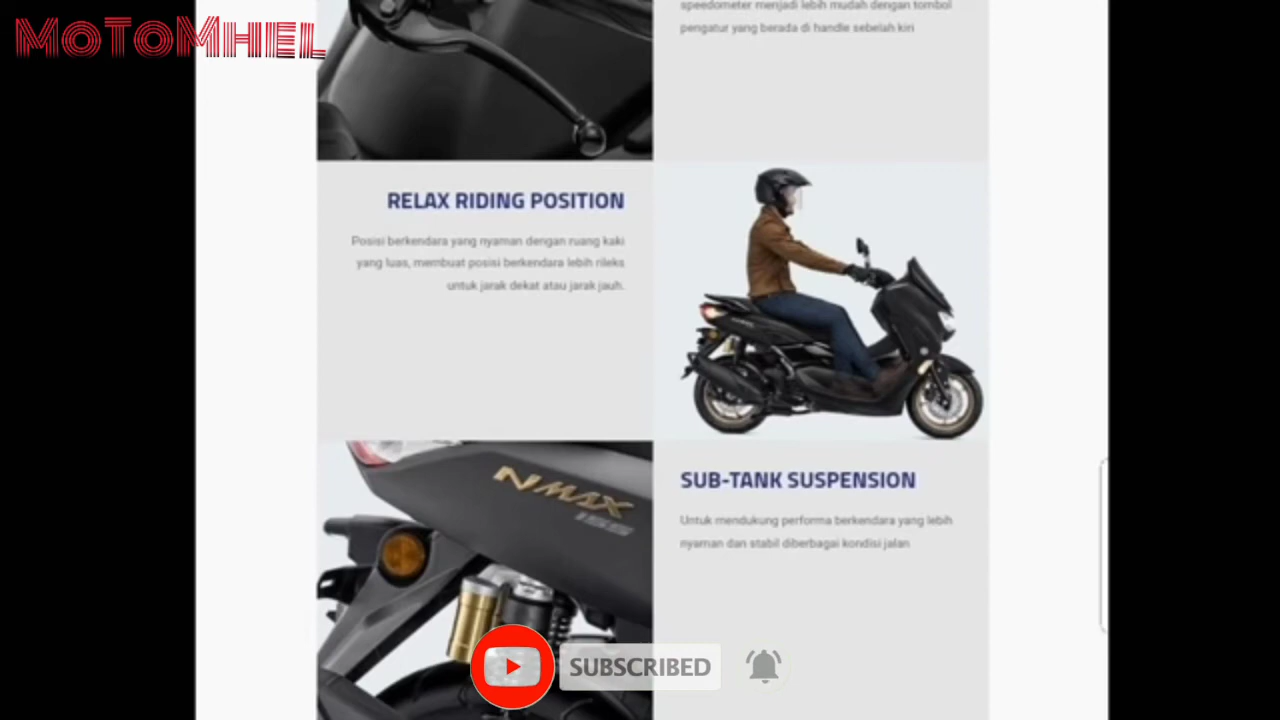 MOTOMHEL
speedometer menjadi lebih mudah dengan tombol
pengatur yang berada di handle sebelah kiri
RELAX RIDING POSITION
Posisi berkendara yang nyaman dengan ruang kaki
yang luas, membuat posisi berkendara lebih rileks
untuk jarak dekat atau jarak jauh.
NMAX
155
SUB-TANK SUSPENSION
Untuk mendukung performa berkendara yang lebih
nyaman dan stabil diberbagai kondisi jalan
SUBSCRIBED